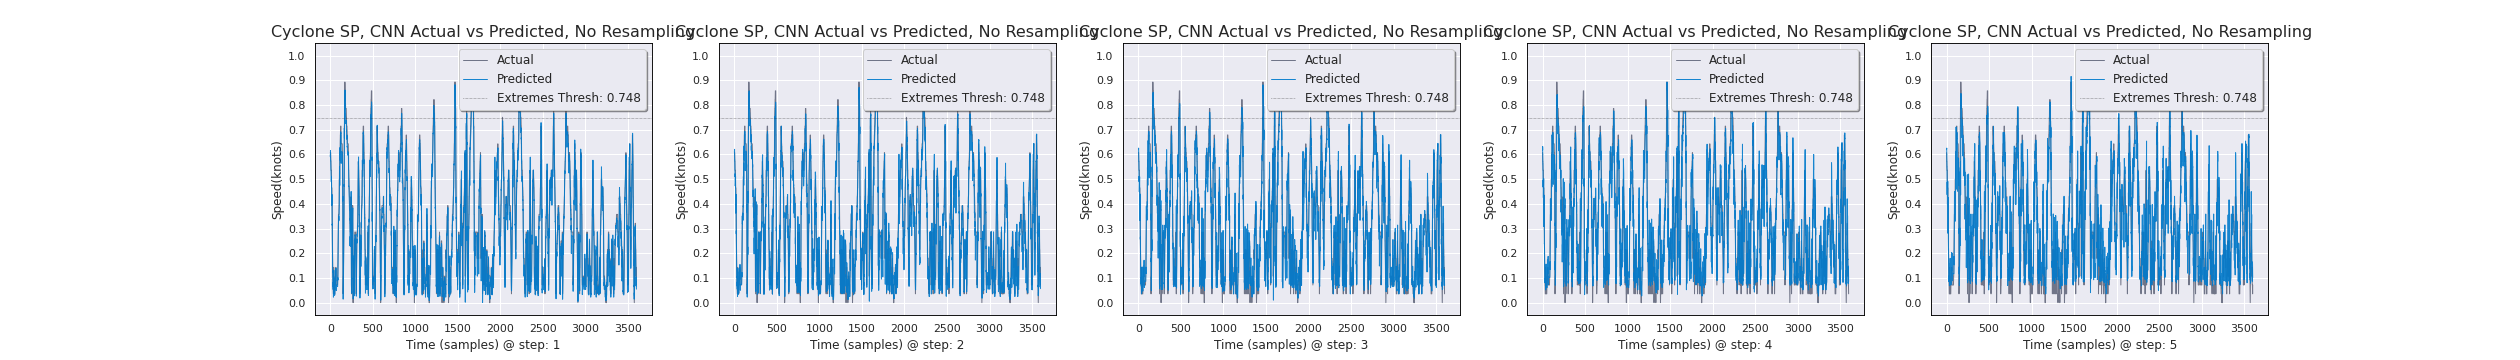 Cyclone SP, CNN Actual vs Predicted, No Resampling
1.0
0.9
0.8
0.7
0.6
0.5
0.4
0.3
0.2
0.1
0.0
Speed(knots)
Actual
Predicted
Extremes Thresh: 0.748
0 500 1000 1500 2000 2500 3000 3500
Time (samples) @ step: 1
Cyclone SP, CNN Actual vs Predicted, No Resampling
1.0
0.9
0.8
0.7
0.6
0.5
0.4
0.3
0.2
0.1
0.0
Speed(knots)
Actual
Predicted
Extremes Thresh: 0.748
0 500 1000 1500 2000 2500 3000 3500
Time (samples) @ step: 2
Cyclone SP, CNN Actual vs Predicted, No Resampling
1.0
0.9
0.8
0.7
0.6
0.5
0.4
0.3
0.2
0.1
0.0
Speed(knots)
Actual
Predicted
Extremes Thresh: 0.748
0 500 1000 1500 2000 2500 3000 3500
Time (samples) @ step: 3
Cyclone SP, CNN Actual vs Predicted, No Resampling
1.0
0.9
0.8
0.7
0.6
0.5
0.4
0.3
0.2
0.1
0.0
Speed(knots)
Actual
Predicted
Extremes Thresh: 0.748
0 500 1000 1500 2000 2500 3000 3500
Time (samples) @ step: 4
Cyclone SP, CNN Actual vs Predicted, No Resampling
1.0
0.9
0.8
0.7
0.6
0.5
0.4
0.3
0.2
0.1
0.0
Speed(knots)
Actual
Predicted
Extremes Thresh: 0.748
0 500 1000 1500 2000 2500 3000 3500
Time (samples) @ step: 5